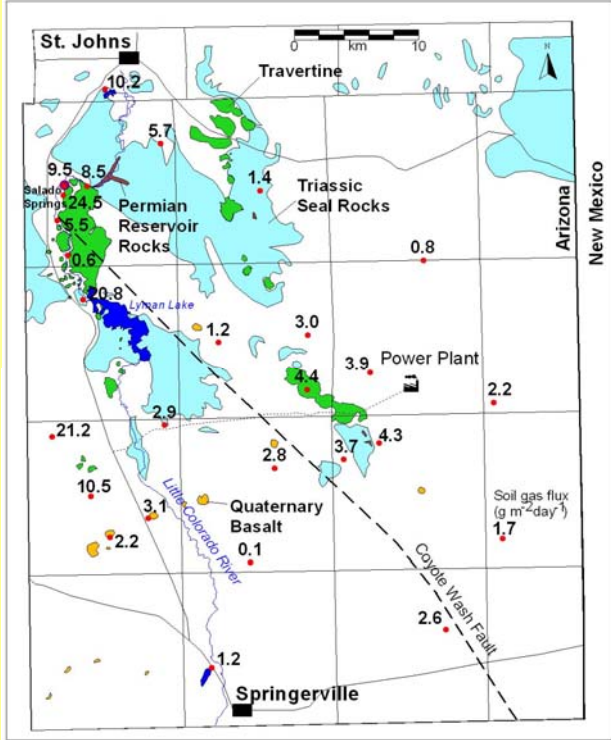 St. Johns
0
10
km
N
Travertine
10.2
5.7
9.5
8.5
1.4
Salado
Springs
24.5
Permian
Reservoir
Rocks
Triassic
Seal Rocks
Arizona
New Mexico
5.5
0.6
0.8
20.8
Lyman Lake
1.2
3.0
3.9
Power Plant
4.4
2.2
2.9
21.2
4.3
3.7
2.8
10.5
Soil gas flux
(g m⁻²day⁻¹)
3.1
Little Colorado River
Quaternary
Basalt
1.7
2.2
0.1
Coyote Wash Fault
2.6
1.2
Springerville